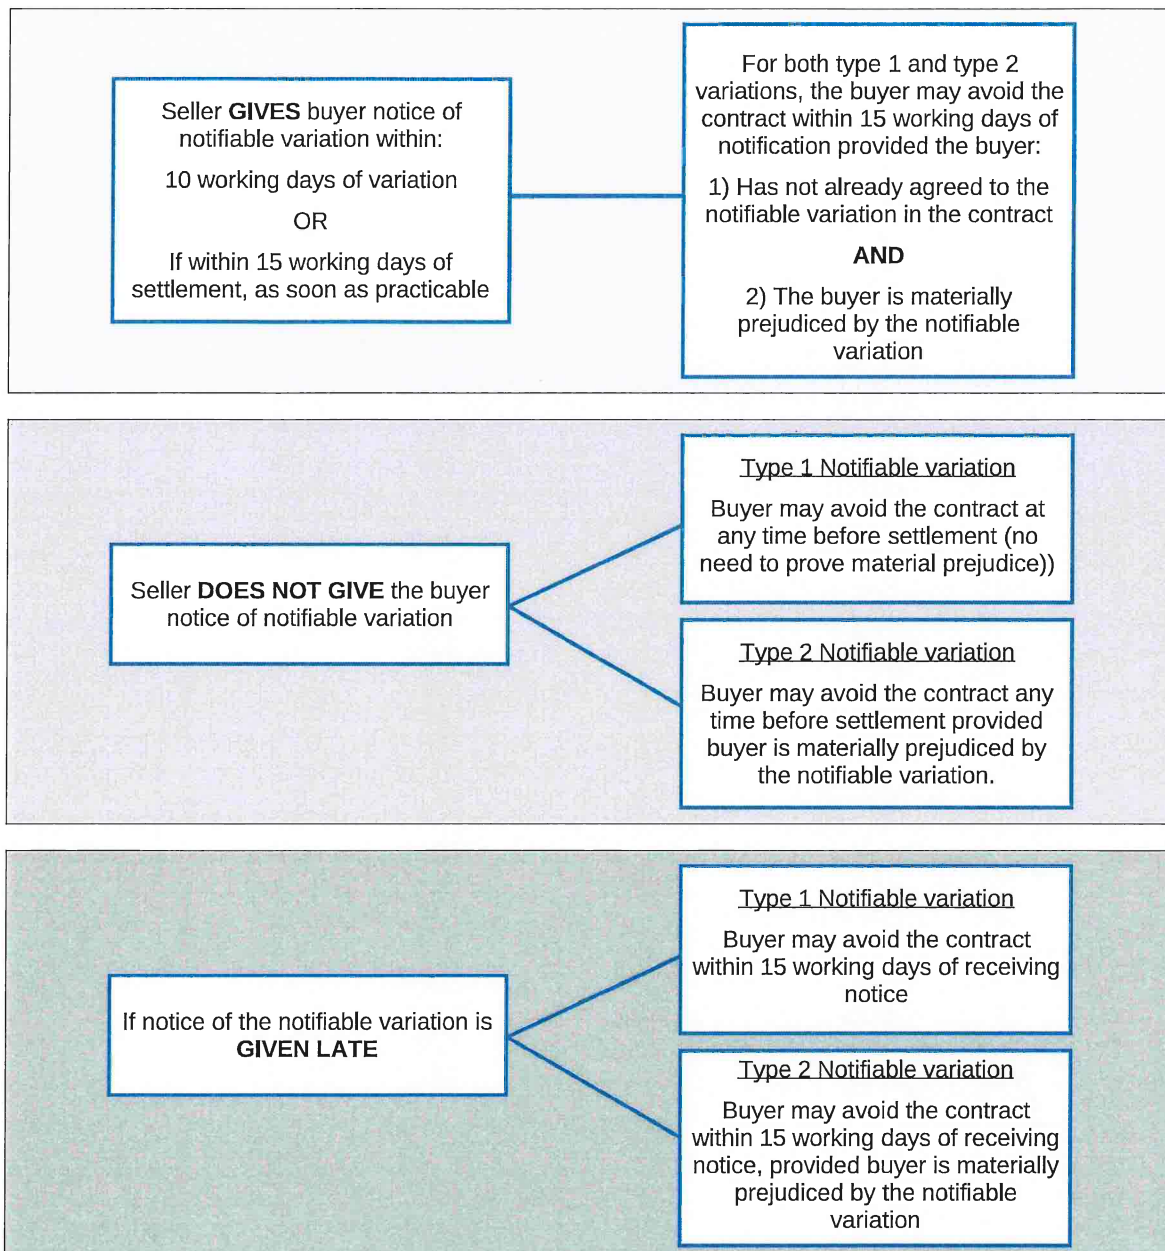 Seller GIVES buyer notice of
notifiable variation within:
10 working days of variation
OR
If within 15 working days of
settlement, as soon as practicable
For both type 1 and type 2
variations, the buyer may avoid the
contract within 15 working days of
notification provided the buyer:
1) Has not already agreed to the
notifiable variation in the contract
AND
2) The buyer is materially
prejudiced by the notifiable
variation
Seller DOES NOT GIVE the buyer
notice of notifiable variation
Type 1 Notifiable variation
Buyer may avoid the contract at
any time before settlement (no
need to prove material prejudice))
Type 2 Notifiable variation
Buyer may avoid the contract any
time before settlement provided
buyer is materially prejudiced by
the notifiable variation.
If notice of the notifiable variation is
GIVEN LATE
Type 1 Notifiable variation
Buyer may avoid the contract
within 15 working days of receiving
notice
Type 2 Notifiable variation
Buyer may avoid the contract
within 15 working days of receiving
notice, provided buyer is materially
prejudiced by the notifiable
variation